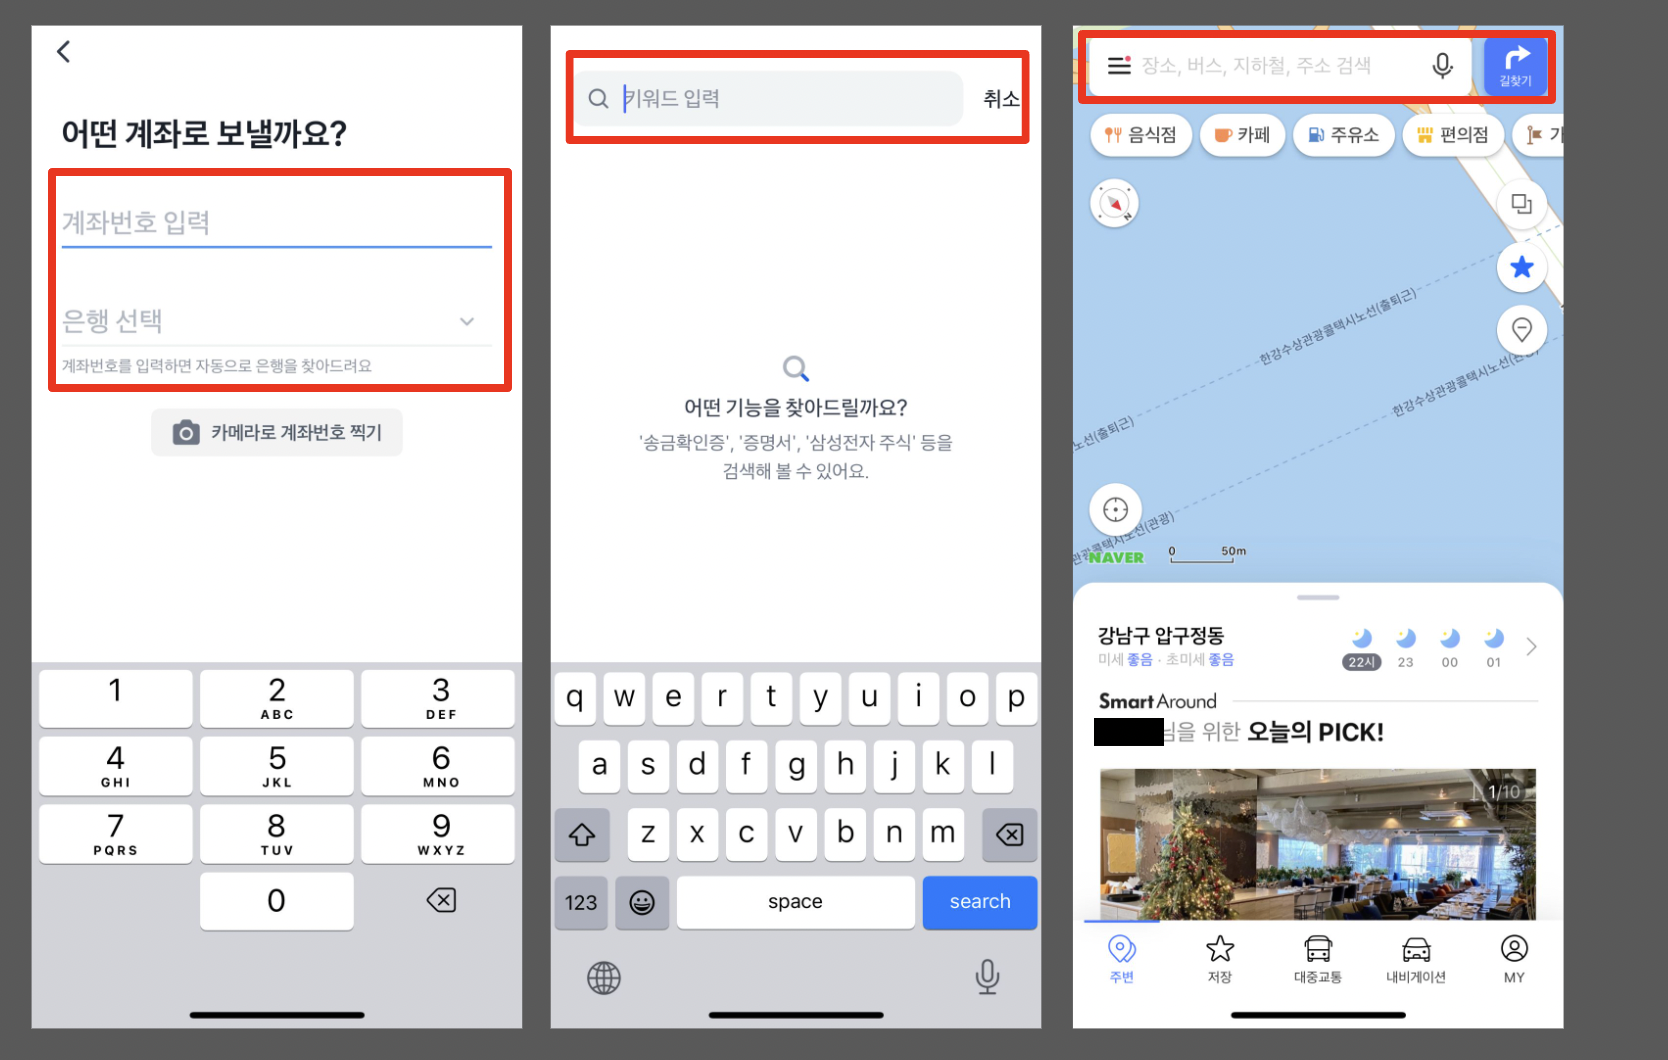 어떤 계좌로 보낼까요?
계좌번호 입력
은행 선택
계좌번호를 입력하면 자동으로 은행을 찾아드려요
카메라로 계좌번호 찍기
1
2
ABC
3
DEF
4
GHI
5
JKL
6
MNO
7
PQRS
8
TUV
9
WXYZ
0
키워드 입력
취소
어떤 기능을 찾아드릴까요?
'송금확인증', '증명서', '삼성전자 주식' 등을
검색해 볼 수 있어요.
q w e r t y u i o p
a s d f g h j k l
z x c v b n m
123
space
search
장소, 버스, 지하철, 주소 검색
길찾기
음식점
카페
주유소
편의점
N
한강수상관광콜택시노선(출퇴근)
한강수상관광콜택시노선(관광)
노선(출퇴근)
관광콜택시노선(관광)
NAVER
0 50m
강남구 압구정동
미세 좋음 · 초미세 좋음
22시 23 00 01
Smart Around
님을 위한 오늘의 PICK!
1/10
주변
저장
대중교통
내비게이션
MY